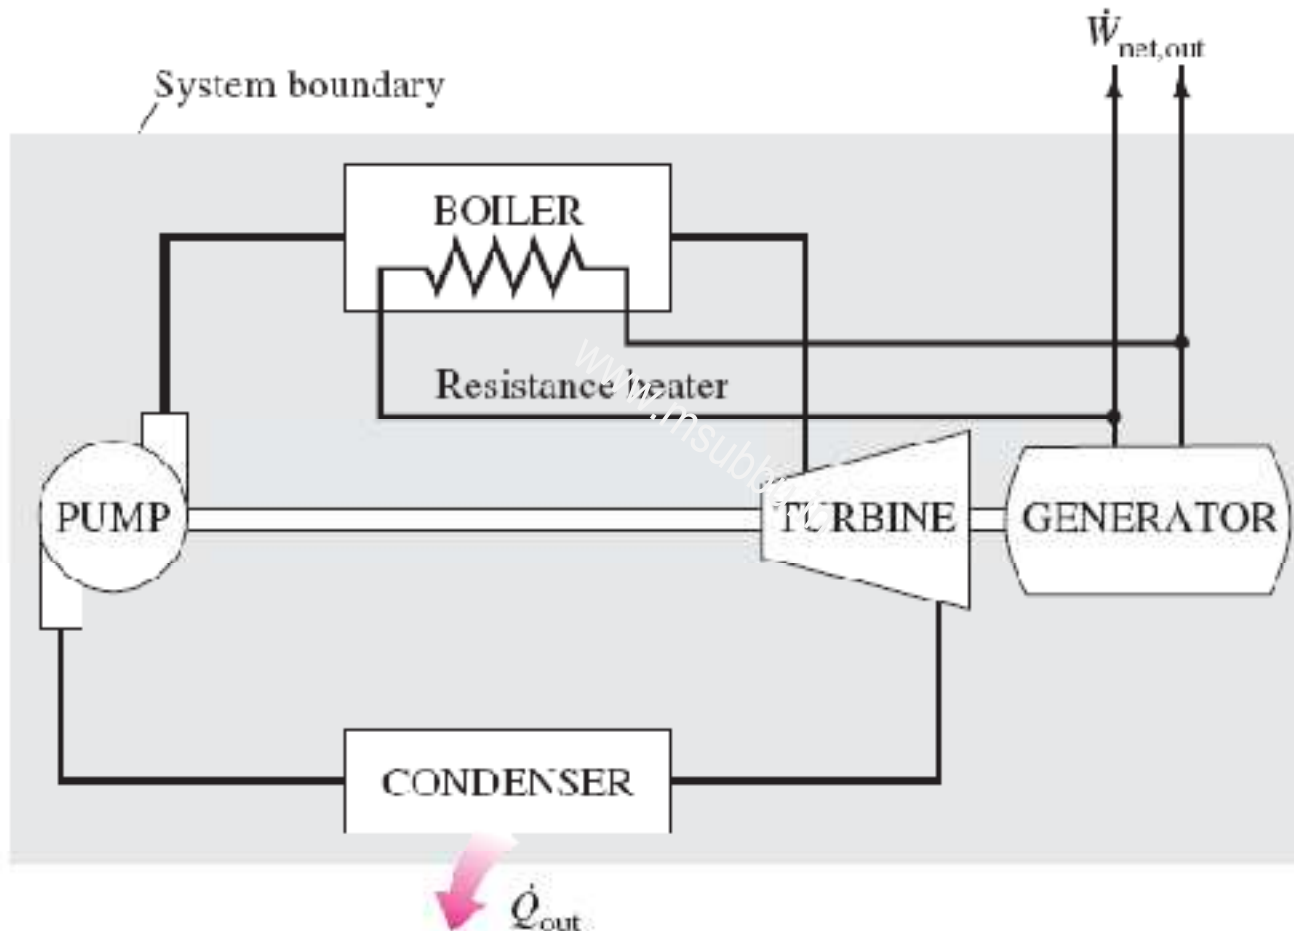 Ẇnet,out
System boundary
BOILER
Resistance heater
PUMP
TURBINE
GENERATOR
CONDENSER
Q̇out